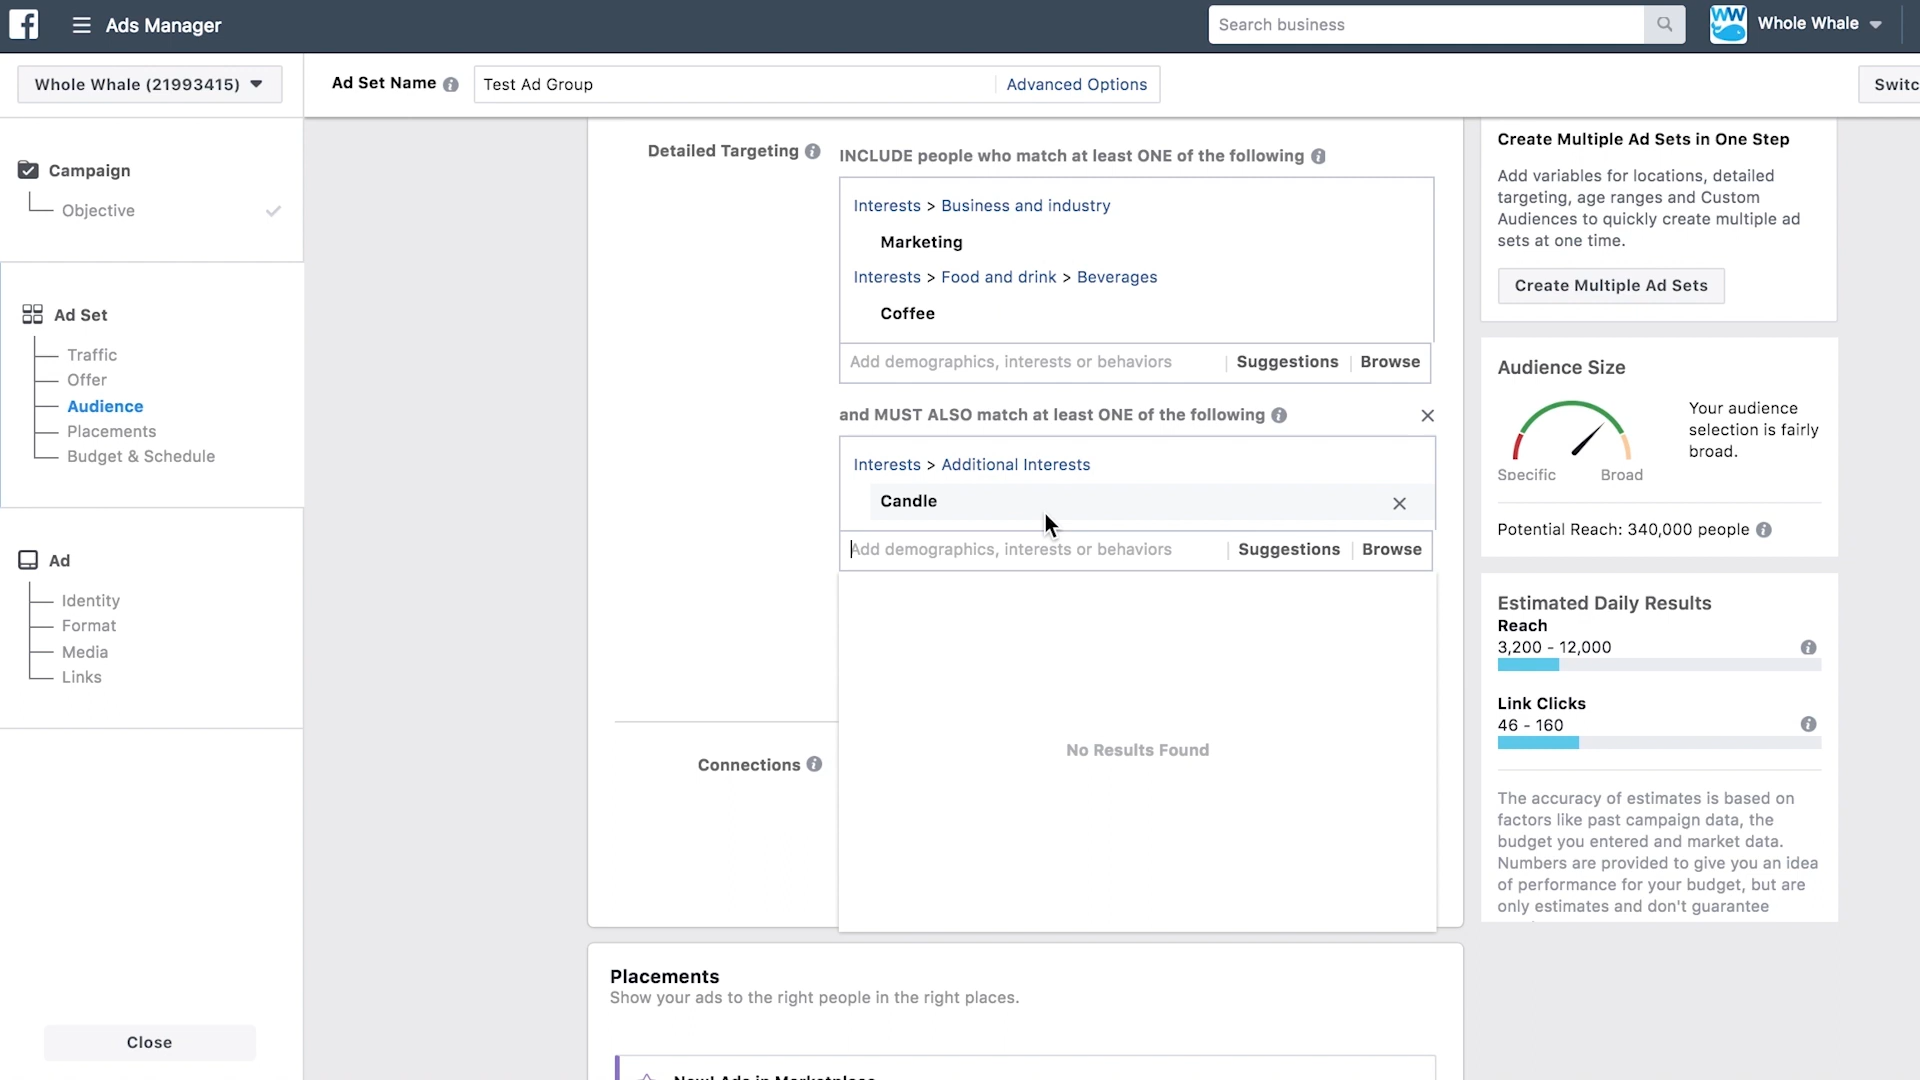 Ads Manager
Search business
WW
Whole Whale
Whole Whale (21993415)
Ad Set Name
Test Ad Group
Advanced Options
Switc
Campaign
Objective
Ad Set
Traffic
Offer
Audience
Placements
Budget & Schedule
Ad
Identity
Format
Media
Links
Close
Detailed Targeting
INCLUDE people who match at least ONE of the following
Interests > Business and industry
Marketing
Interests > Food and drink > Beverages
Coffee
Add demographics, interests or behaviors
Suggestions
Browse
and MUST ALSO match at least ONE of the following
Interests > Additional Interests
Candle
Add demographics, interests or behaviors
Suggestions
Browse
No Results Found
Connections
Placements
Show your ads to the right people in the right places.
New! Ads in Marketplace
Create Multiple Ad Sets in One Step
Add variables for locations, detailed
targeting, age ranges and Custom
Audiences to quickly create multiple ad
sets at one time.
Create Multiple Ad Sets
Audience Size
Specific
Broad
Your audience
selection is fairly
broad.
Potential Reach: 340,000 people
Estimated Daily Results
Reach
3,200 - 12,000
Link Clicks
46 - 160
The accuracy of estimates is based on
factors like past campaign data, the
budget you entered and market data.
Numbers are provided to give you an idea
of performance for your budget, but are
only estimates and don't guarantee